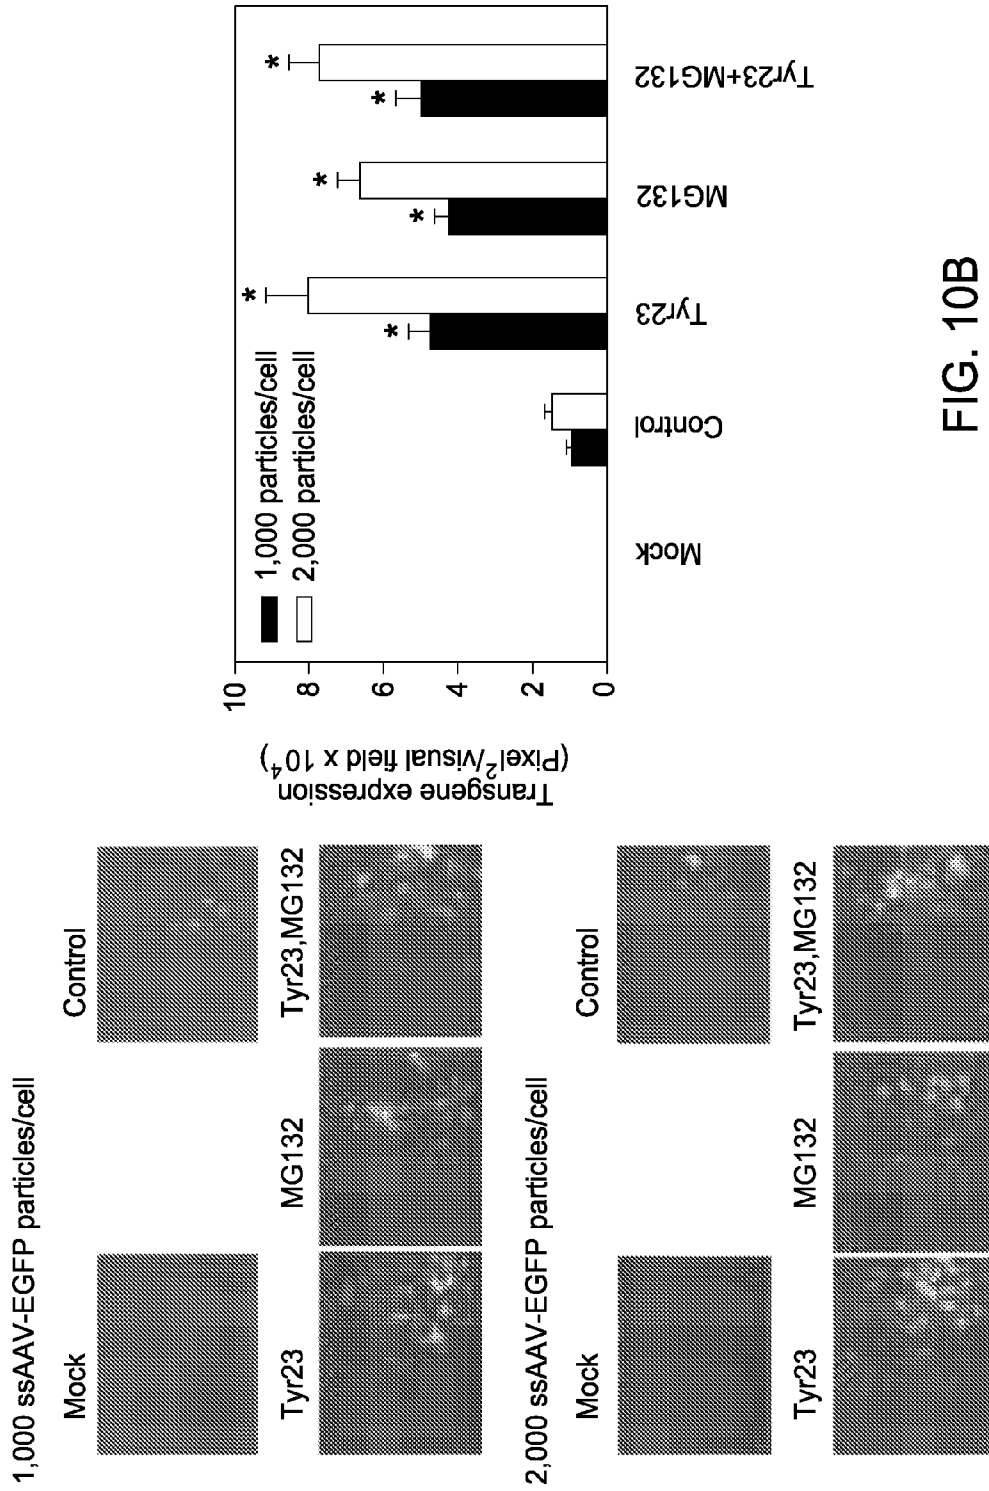 1,000 ssAAV-EGFP particles/cell
Mock
Control
Tyr23
MG132
Tyr23,MG132
2,000 ssAAV-EGFP particles/cell
Mock
Control
Tyr23
MG132
Tyr23,MG132
Transgene expression
(Pixel²/visual field x 10⁴)
10
8
6
4
2
0
1,000 particles/cell
2,000 particles/cell
*
*
*
*
*
*
Mock
Control
Tyr23
MG132
Tyr23+MG132
FIG. 10B